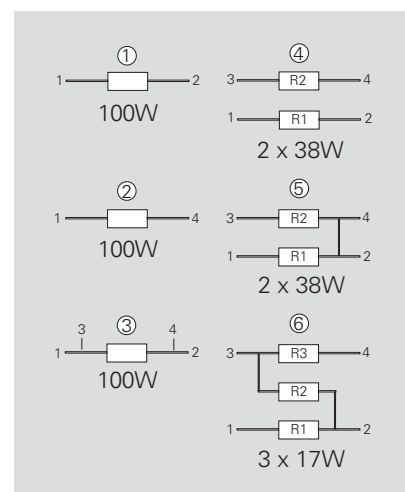 ①
1 2
100W
②
1 4
100W
③
3 4
1 2
100W
④
3 R2 4
1 R1 2
2 x 38W
⑤
3 R2 4
1 R1 2
2 x 38W
⑥
3 R3 4
R2
1 R1 2
3 x 17W